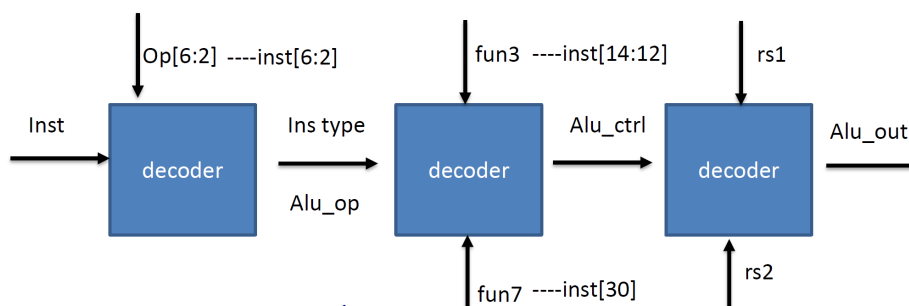 Op[6:2] ----inst[6:2]
fun3 ----inst[14:12]
rs1
Inst
Ins type
Alu_ctrl
Alu_out
decoder
decoder
decoder
Alu_op
rs2
fun7 ----inst[30]